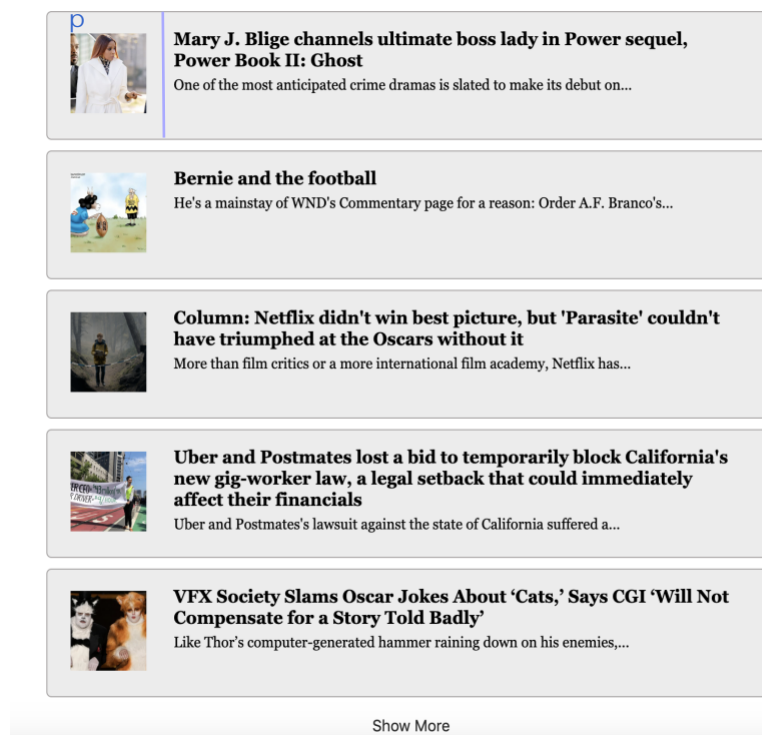 p
Mary J. Blige channels ultimate boss lady in Power sequel,
Power Book II: Ghost
One of the most anticipated crime dramas is slated to make its debut on...
Bernie and the football
He's a mainstay of WND's Commentary page for a reason: Order A.F. Branco's...
Column: Netflix didn't win best picture, but 'Parasite' couldn't
have triumphed at the Oscars without it
More than film critics or a more international film academy, Netflix has...
Uber and Postmates lost a bid to temporarily block California's
new gig-worker law, a legal setback that could immediately
affect their financials
Uber and Postmates's lawsuit against the state of California suffered a...
VFX Society Slams Oscar Jokes About ‘Cats,’ Says CGI ‘Will Not
Compensate for a Story Told Badly’
Like Thor's computer-generated hammer raining down on his enemies,...
Show More